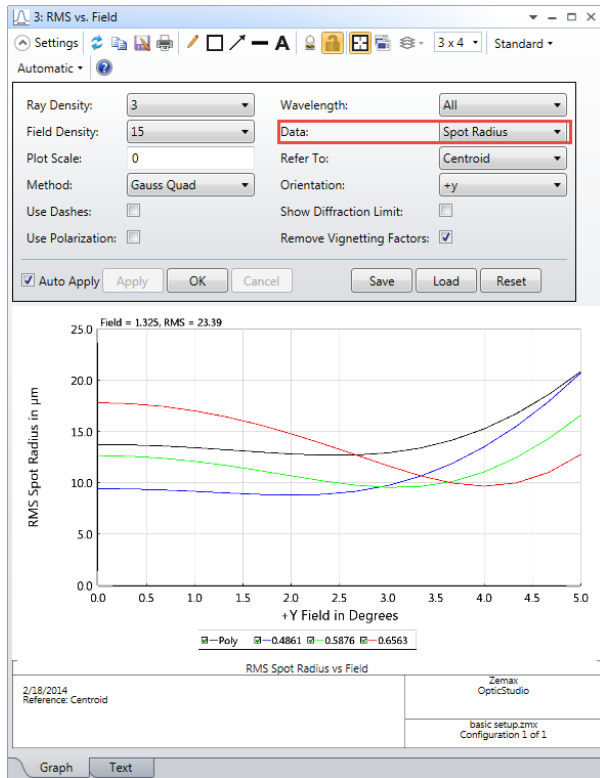 3: RMS vs. Field
Settings
A
3 x 4
Standard
Automatic
Ray Density: 3 Wavelength: All
Field Density: 15 Data: Spot Radius
Plot Scale: 0 Refer To: Centroid
Method: Gauss Quad Orientation: +y
Use Dashes: Show Diffraction Limit:
Use Polarization: Remove Vignetting Factors:
Auto Apply Apply OK Cancel Save Load Reset
Field = 1.325, RMS = 23.39
25.0
20.0
15.0
10.0
5.0
0.0
RMS Spot Radius in µm
0.0 0.5 1.0 1.5 2.0 2.5 3.0 3.5 4.0 4.5 5.0
+Y Field in Degrees
Poly 0.4861 0.5876 0.6563
RMS Spot Radius vs Field
2/18/2014
Reference: Centroid
Zemax
OpticStudio
basic setup.zmx
Configuration 1 of 1
Graph Text